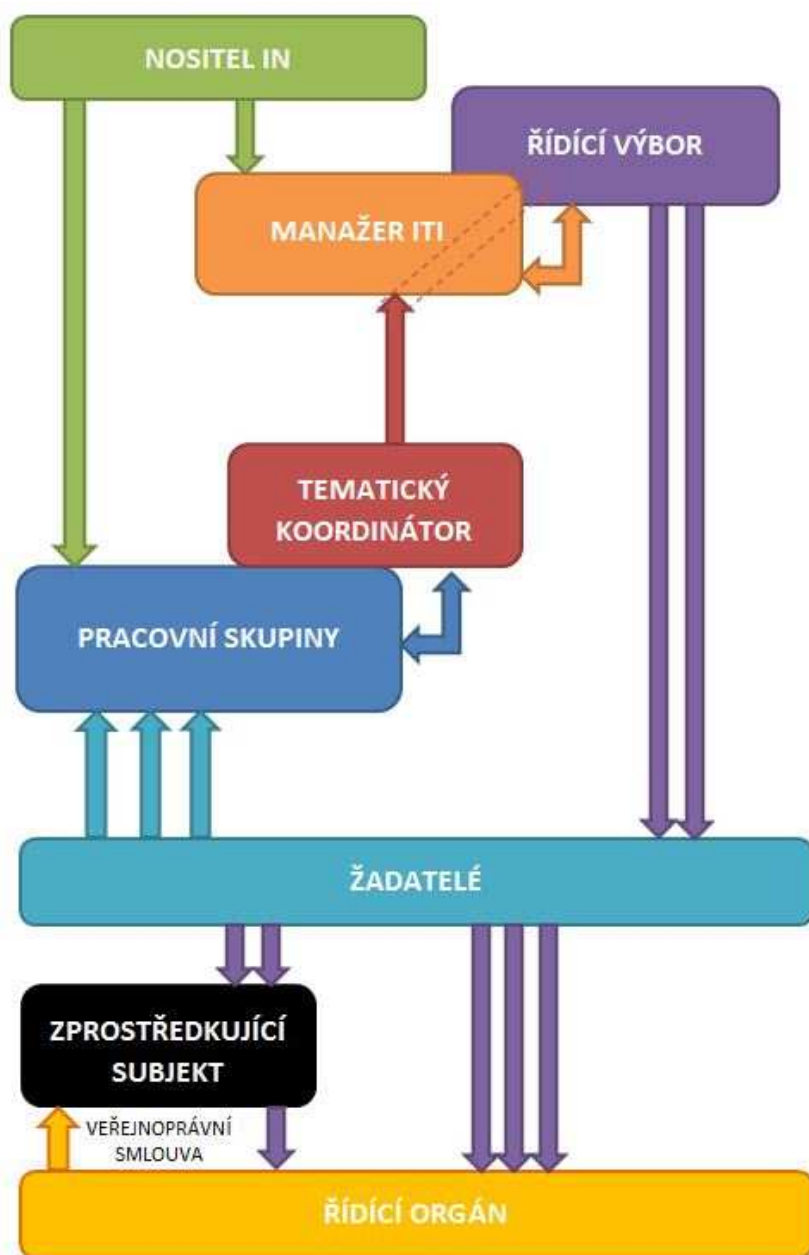 NOSITEL IN
ŘÍDÍCÍ VÝBOR
MANAŽER ITI
TEMATICKÝ
KOORDINÁTOR
PRACOVNÍ SKUPINY
ŽADATELÉ
ZPROSTŘEDKUJÍCÍ
SUBJEKT
VEŘEJNOPRÁVNÍ
SMLOUVA
ŘÍDÍCÍ ORGÁN